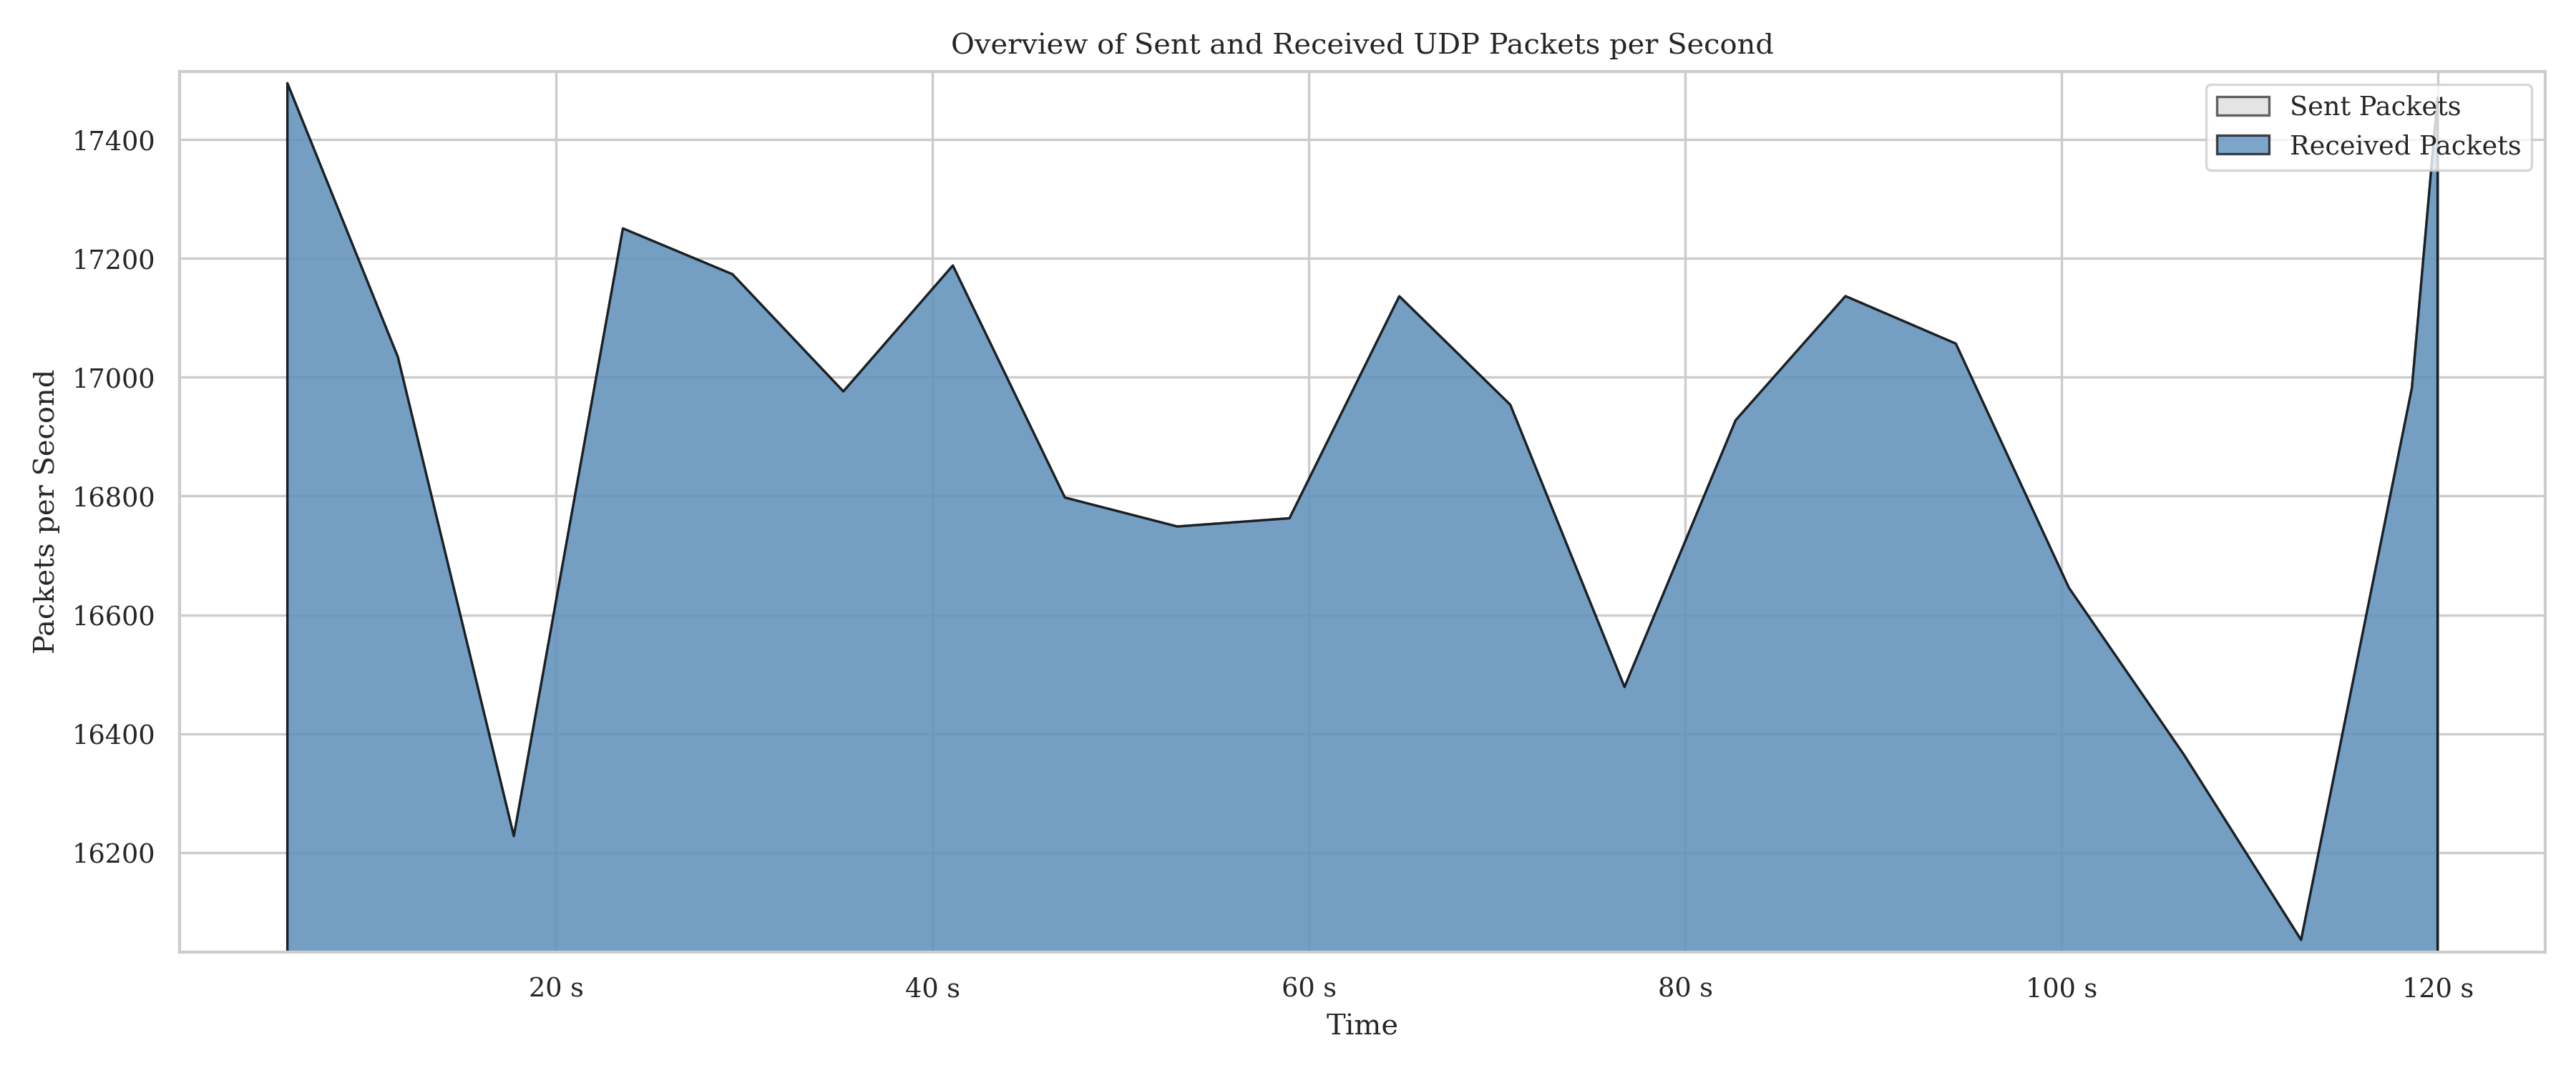 Overview of Sent and Received UDP Packets per Second
Sent Packets
Received Packets
17400
17200
17000
16800
16600
16400
16200
Packets per Second
20 s
40 s
60 s
80 s
100 s
120 s
Time